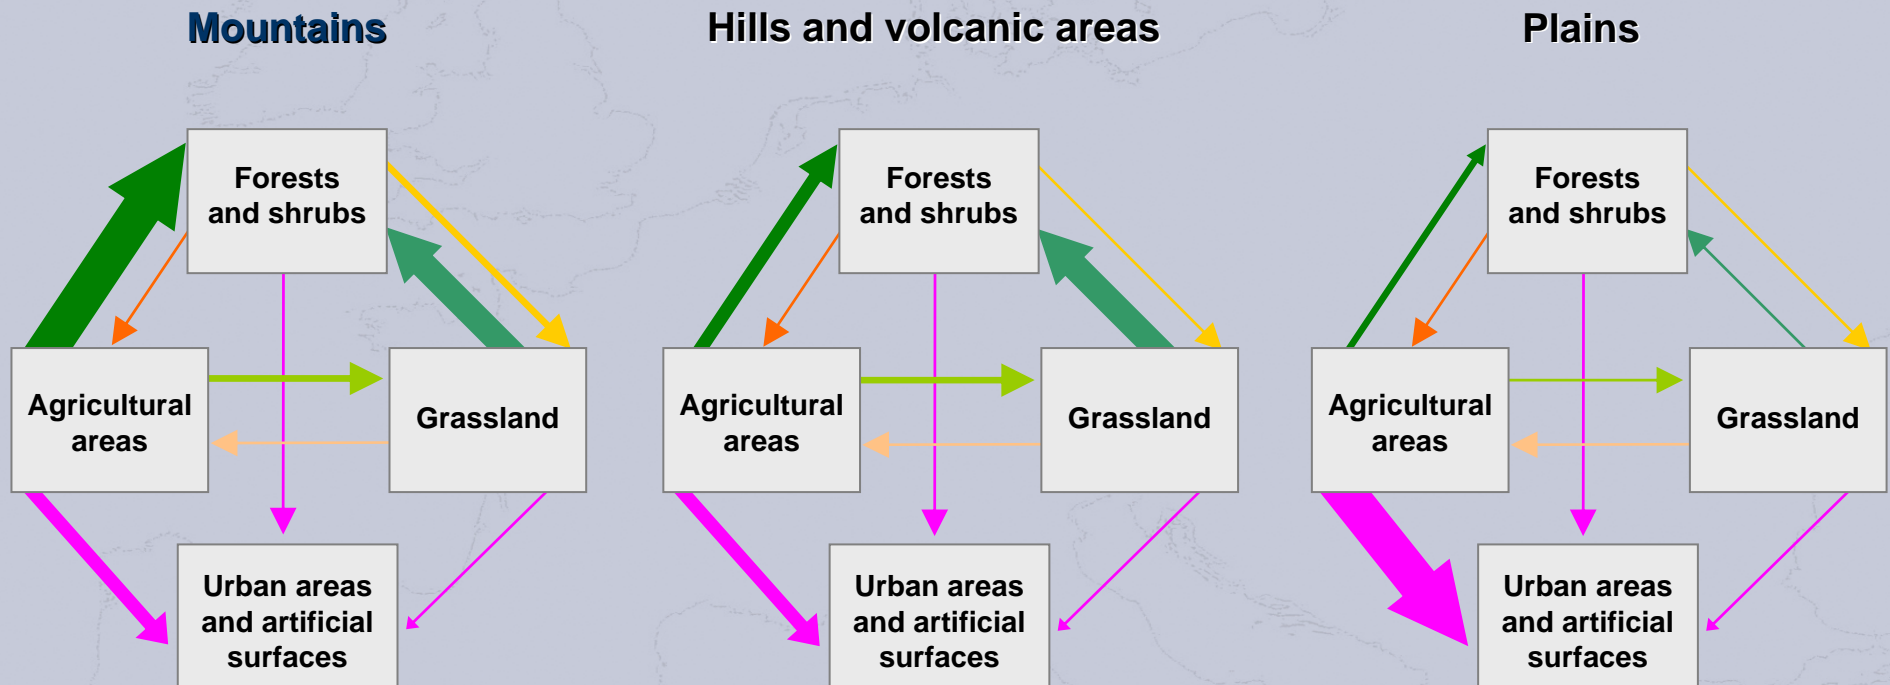 Mountains
Hills and volcanic areas
Plains
Forests
and shrubs
Agricultural
areas
Grassland
Urban areas
and artificial
surfaces
Forests
and shrubs
Agricultural
areas
Grassland
Urban areas
and artificial
surfaces
Forests
and shrubs
Agricultural
areas
Grassland
Urban areas
and artificial
surfaces